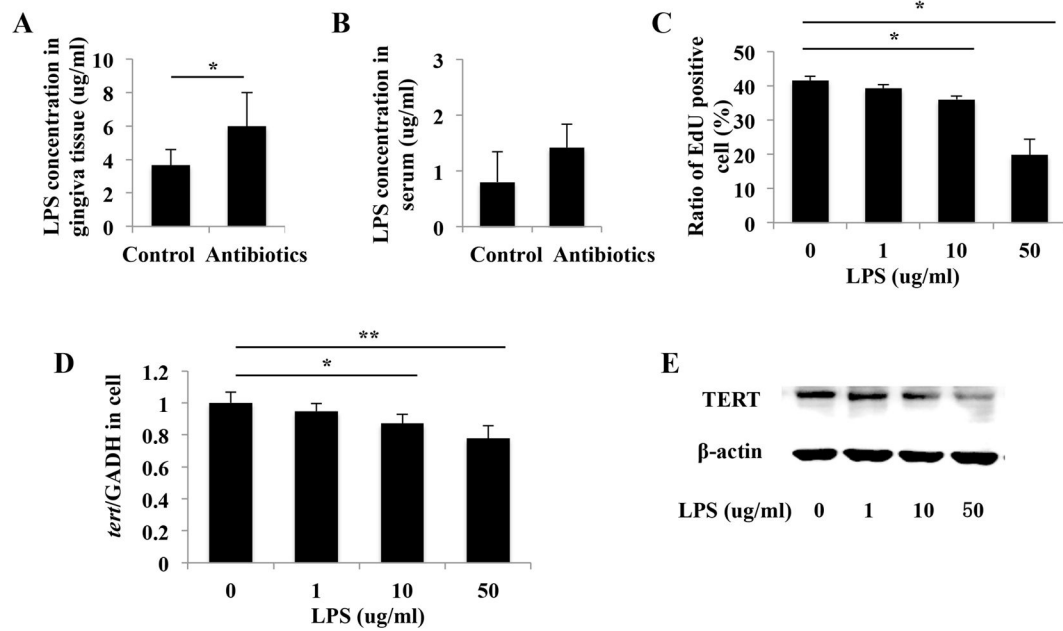 A
LPS concentration in
gingiva tissue (ug/ml)
10
8
6
4
2
0
*
Control Antibiotics
B
LPS concentration in
serum (ug/ml)
3
2
1
0
Control Antibiotics
C
Ratio of EdU positive
cell (%)
50
40
30
20
10
0
*
*
0 1 10 50
LPS (ug/ml)
D
tert/GADH in cell
1.2
1
0.8
0.6
0.4
0.2
0
**
*
0 1 10 50
LPS (ug/ml)
E
TERT
β-actin
LPS (ug/ml) 0 1 10 50